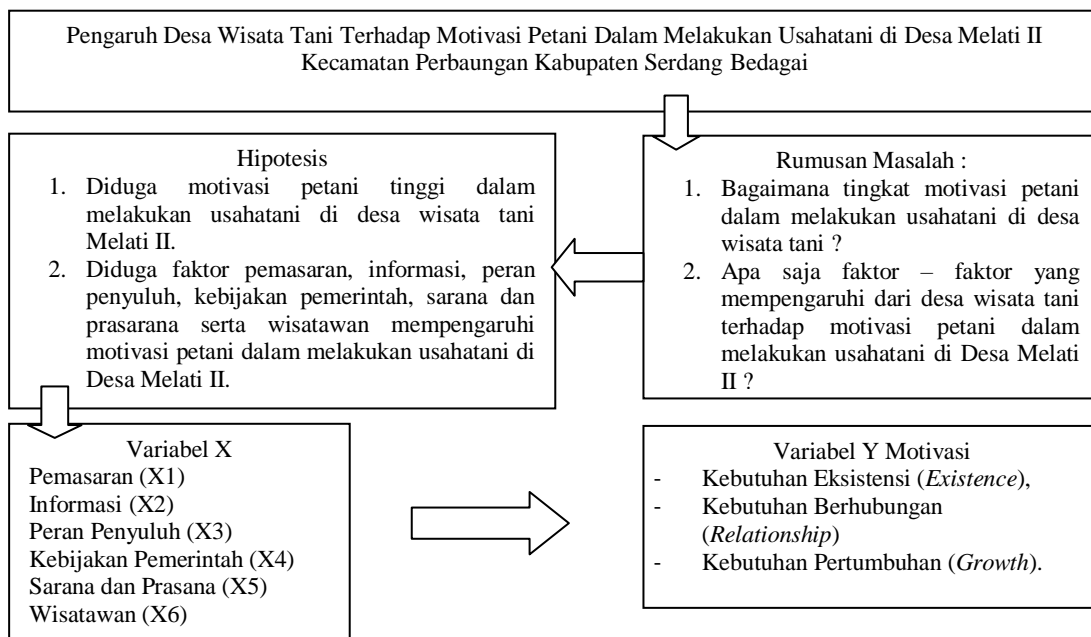 Pengaruh Desa Wisata Tani Terhadap Motivasi Petani Dalam Melakukan Usahatani di Desa Melati II
Kecamatan Perbaungan Kabupaten Serdang Bedagai
Hipotesis
1. Diduga motivasi petani tinggi dalam
melakukan usahatani di desa wisata tani
Melati II.
2. Diduga faktor pemasaran, informasi, peran
penyuluh, kebijakan pemerintah, sarana dan
prasarana serta wisatawan mempengaruhi
motivasi petani dalam melakukan usahatani di
Desa Melati II.
Rumusan Masalah :
1. Bagaimana tingkat motivasi petani
dalam melakukan usahatani di desa
wisata tani ?
2. Apa saja faktor – faktor yang
mempengaruhi dari desa wisata tani
terhadap motivasi petani dalam
melakukan usahatani di Desa Melati
II ?
Variabel X
Pemasaran (X1)
Informasi (X2)
Peran Penyuluh (X3)
Kebijakan Pemerintah (X4)
Sarana dan Prasana (X5)
Wisatawan (X6)
Variabel Y Motivasi
- Kebutuhan Eksistensi (Existence),
- Kebutuhan Berhubungan
(Relationship)
- Kebutuhan Pertumbuhan (Growth).